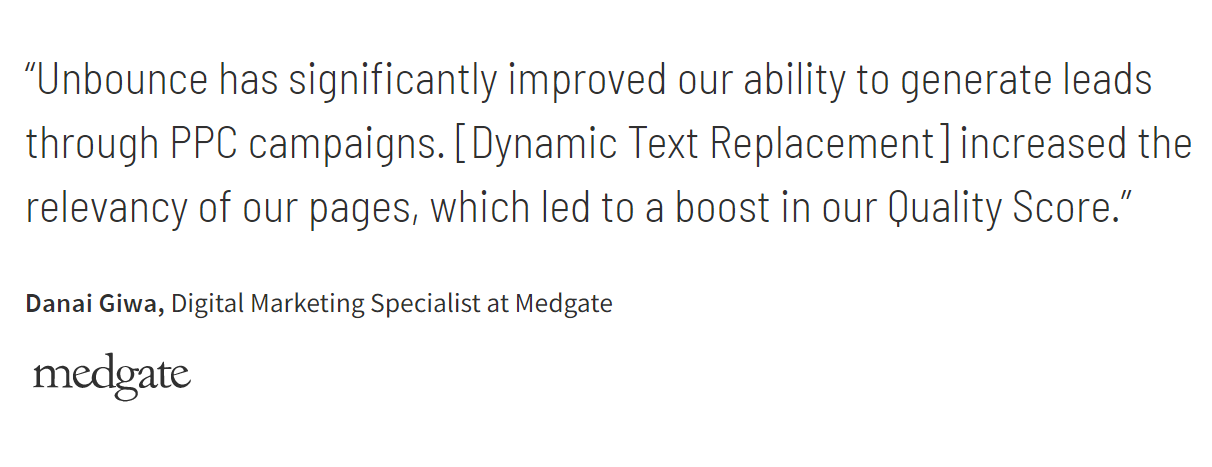 “Unbounce has significantly improved our ability to generate leads
through PPC campaigns. [Dynamic Text Replacement] increased the
relevancy of our pages, which led to a boost in our Quality Score.”
Danai Giwa, Digital Marketing Specialist at Medgate
medgate